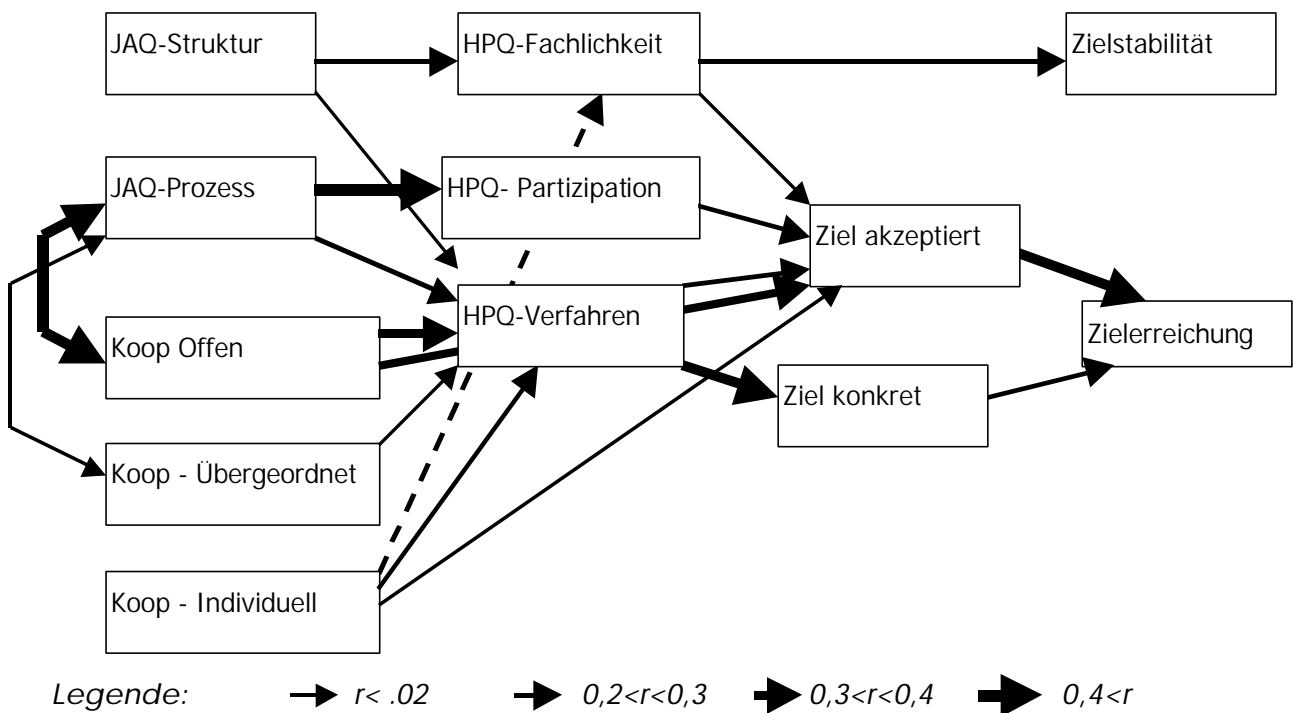 JAQ-Struktur
HPQ-Fachlichkeit
Zielstabilität
JAQ-Prozess
HPQ- Partizipation
Ziel akzeptiert
HPQ-Verfahren
Zielerreichung
Koop Offen
Ziel konkret
Koop - Übergeordnet
Koop - Individuell
Legende: r< .02 0,2<r<0,3 0,3<r<0,4 0,4<r